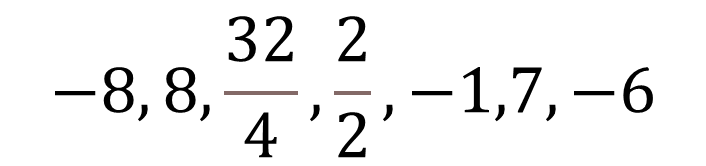 −8, 8, 32/4, 2/2, −1,7, −6